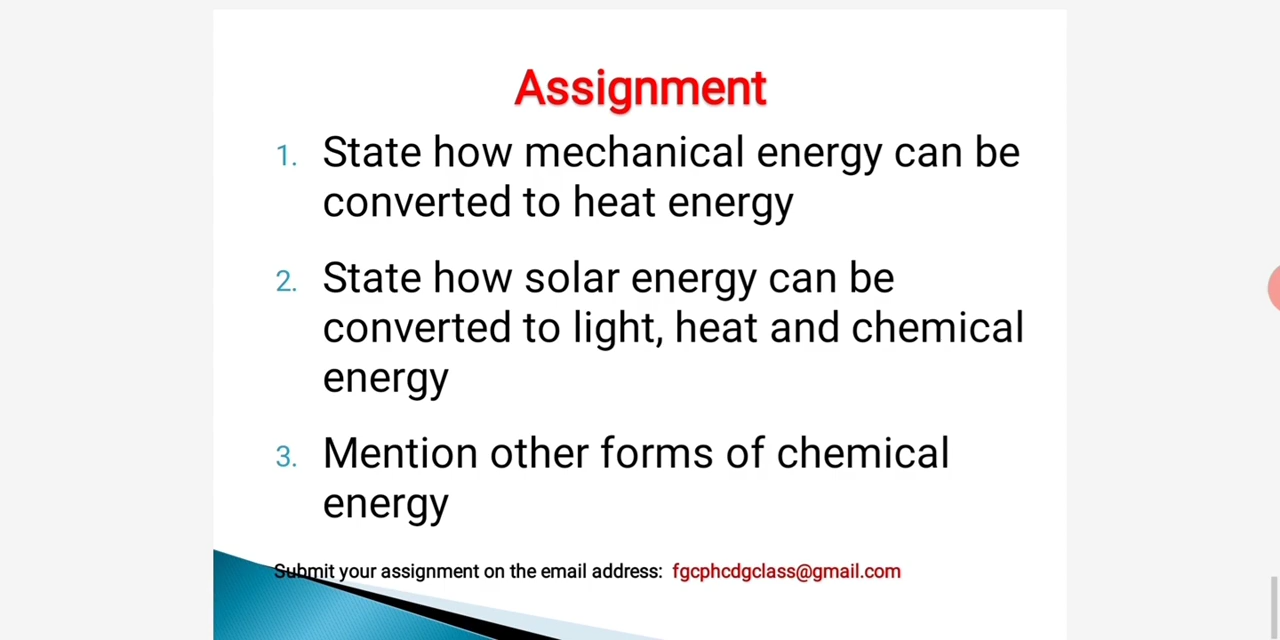 Assignment
1. State how mechanical energy can be
converted to heat energy
2. State how solar energy can be
converted to light, heat and chemical
energy
3. Mention other forms of chemical
energy
Submit your assignment on the email address: fgcphcdgclass@gmail.com